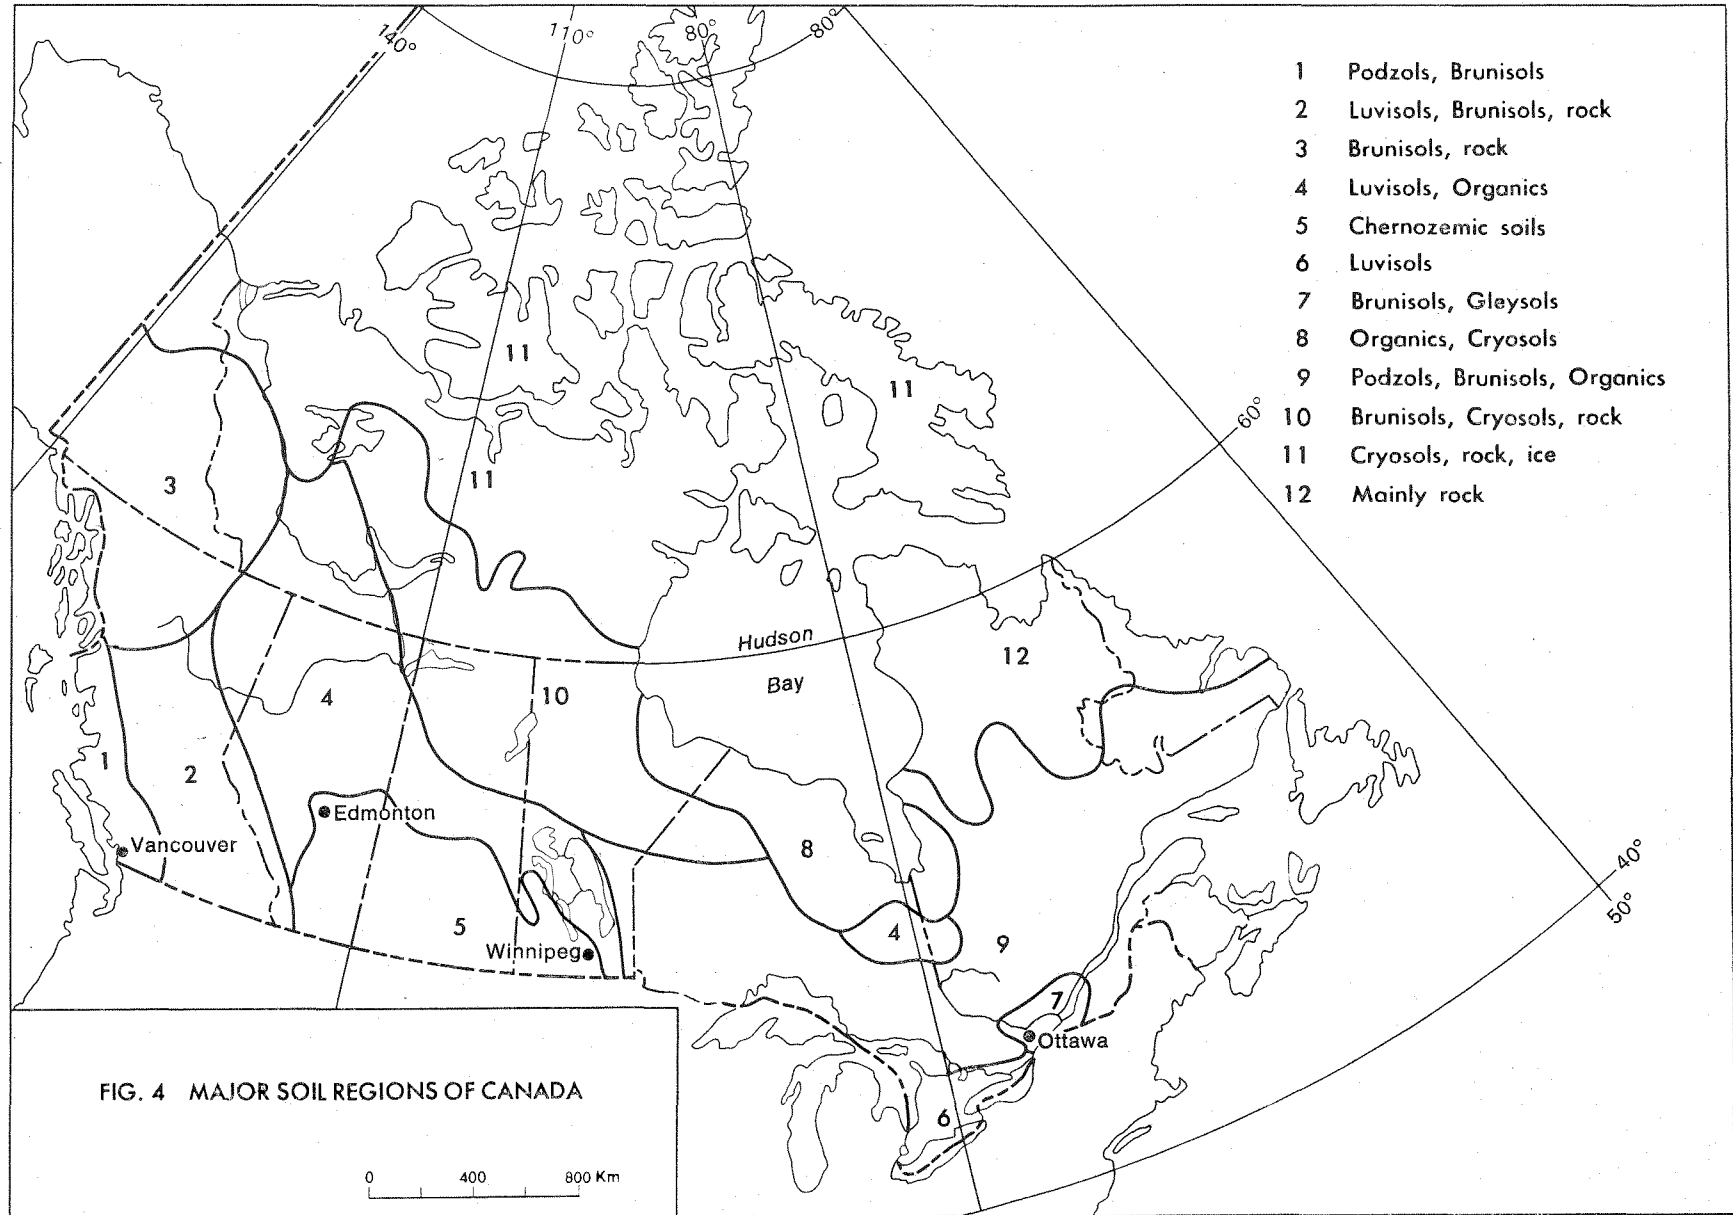 140°
110°
80°
80°
1 Podzols, Brunisols
2 Luvisols, Brunisols, rock
3 Brunisols, rock
4 Luvisols, Organics
5 Chernozemic soils
6 Luvisols
7 Brunisols, Gleysols
8 Organics, Cryosols
9 Podzols, Brunisols, Organics
10 Brunisols, Cryosols, rock
11 Cryosols, rock, ice
12 Mainly rock
11
11
60°
3
11
Hudson
Bay
12
4
10
1
2
Edmonton
Vancouver
8
40°
50°
5
4
9
Winnipeg
7
Ottawa
6
FIG. 4 MAJOR SOIL REGIONS OF CANADA
0 400 800 Km